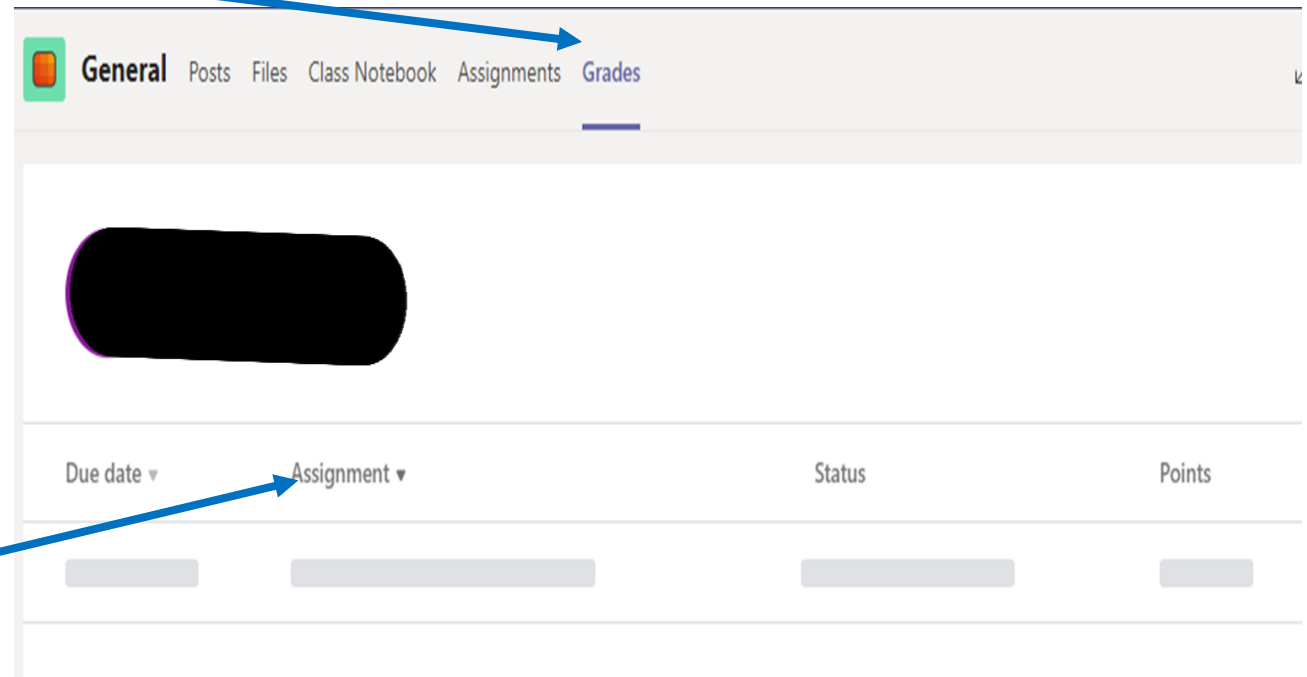 General Posts Files Class Notebook Assignments Grades
Due date Assignment Status Points